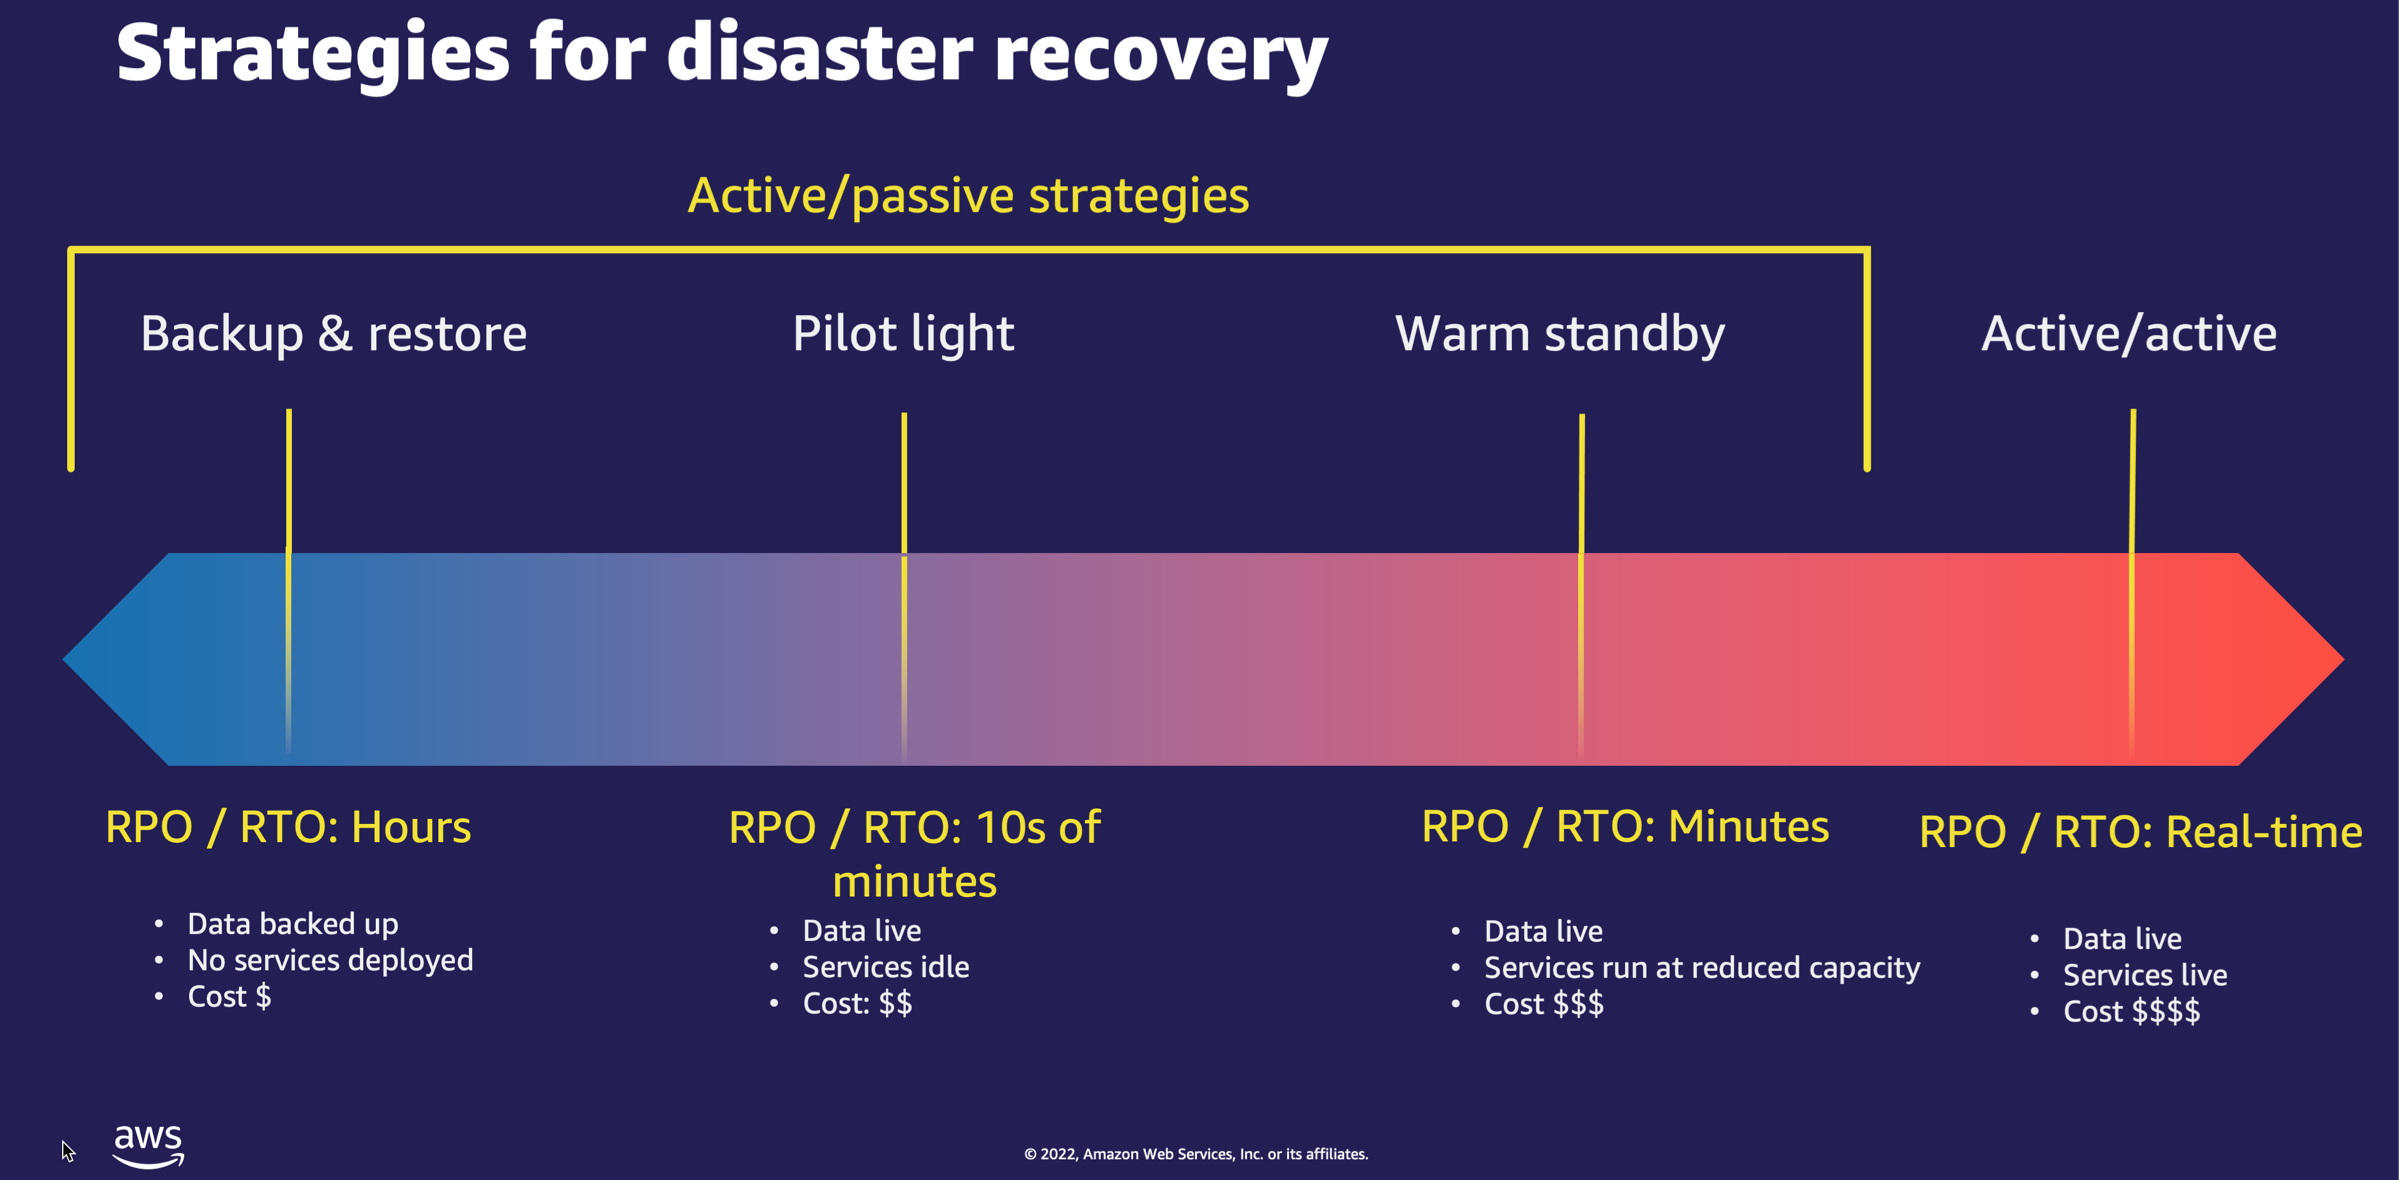 Strategies for disaster recovery
Active/passive strategies
Backup & restore
Pilot light
Warm standby
Active/active
RPO / RTO: Hours
• Data backed up
• No services deployed
• Cost $
RPO / RTO: 10s of
minutes
• Data live
• Services idle
• Cost: $$
RPO / RTO: Minutes
• Data live
• Services run at reduced capacity
• Cost $$$
RPO / RTO: Real-time
• Data live
• Services live
• Cost $$$$
aws
© 2022, Amazon Web Services, Inc. or its affiliates.